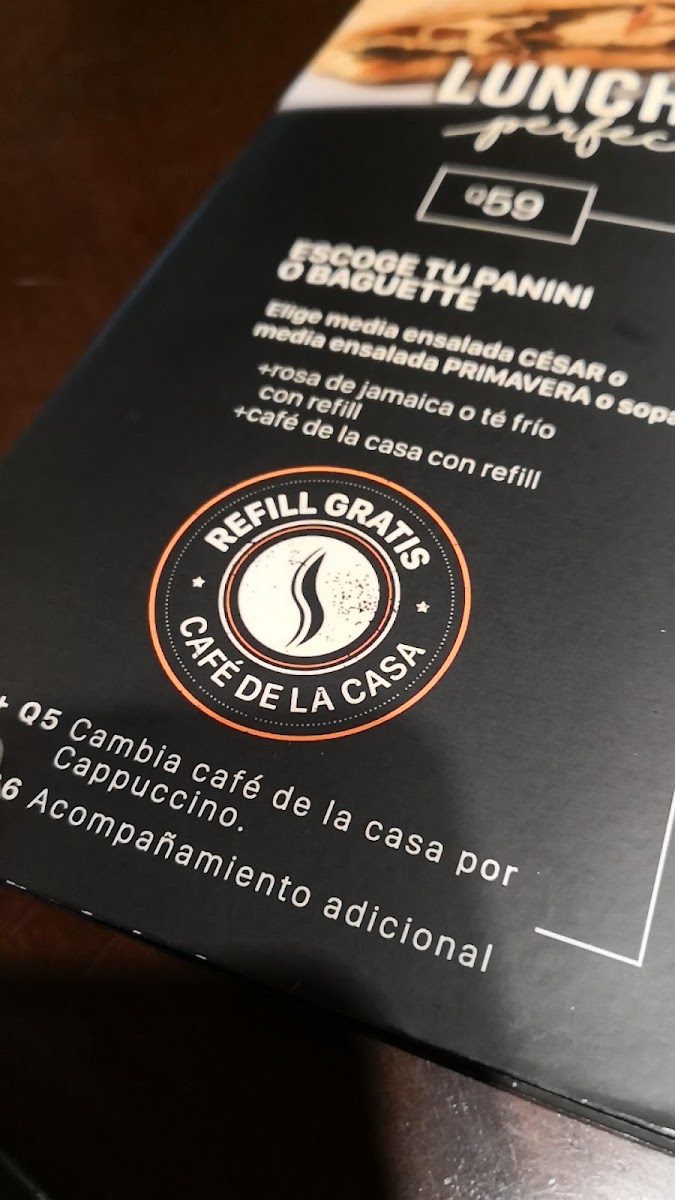 LUNCH
perfec
Q59
ESCOGE TU PANINI
O BAGUETTE
Elige media ensalada CÉSAR o
media ensalada PRIMAVERA o sopa
+rosa de jamaica o té frío
con refill
+café de la casa con refill
REFILL GRATIS
CAFÉ DE LA CASA
+ Q5 Cambia café de la casa por
Cappuccino.
6 Acompañamiento adicional